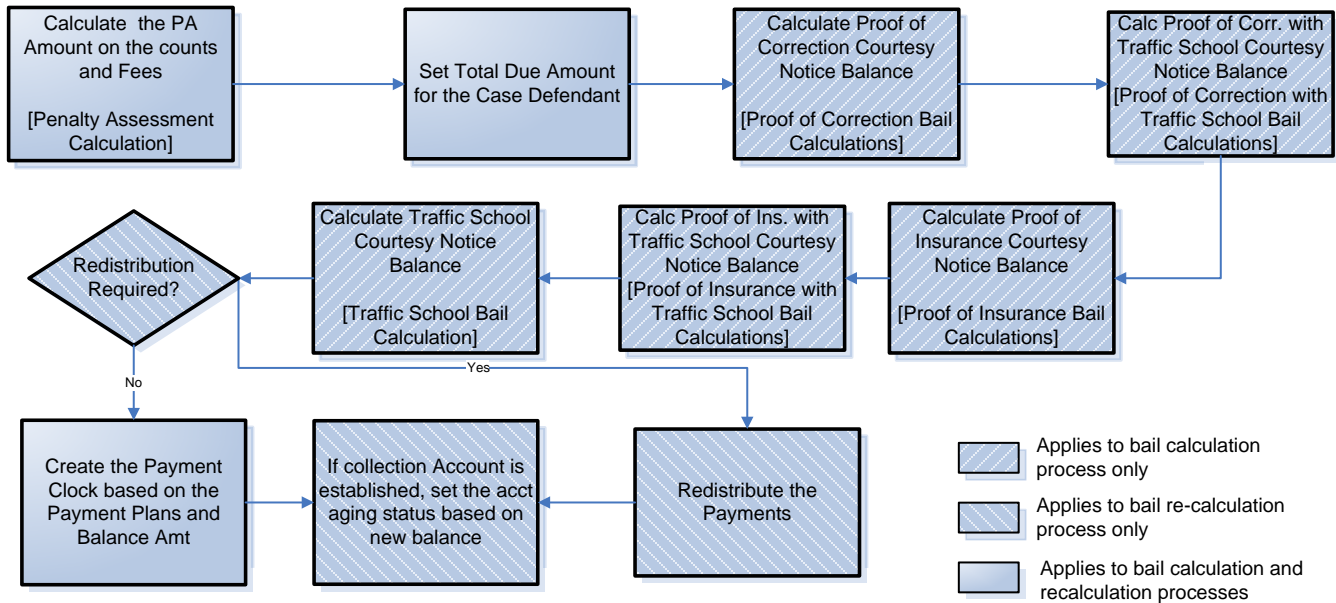 Calculate the PA
Amount on the counts
and Fees
[Penalty Assessment
Calculation]
Set Total Due Amount
for the Case Defendant
Calculate Proof of
Correction Courtesy
Notice Balance
[Proof of Correction Bail
Calculations]
Calc Proof of Corr. with
Traffic School Courtesy
Notice Balance
[Proof of Correction with
Traffic School Bail
Calculations]
Calculate Proof of
Insurance Courtesy
Notice Balance
[Proof of Insurance Bail
Calculations]
Calc Proof of Ins. with
Traffic School Courtesy
Notice Balance
[Proof of Insurance with
Traffic School Bail
Calculations]
Calculate Traffic School
Courtesy Notice
Balance
[Traffic School Bail
Calculation]
Redistribution
Required?
No
Yes
Create the Payment
Clock based on the
Payment Plans and
Balance Amt
If collection Account is
established, set the acct
aging status based on
new balance
Redistribute the
Payments
Applies to bail calculation
process only
Applies to bail re-calculation
process only
Applies to bail calculation and
recalculation processes